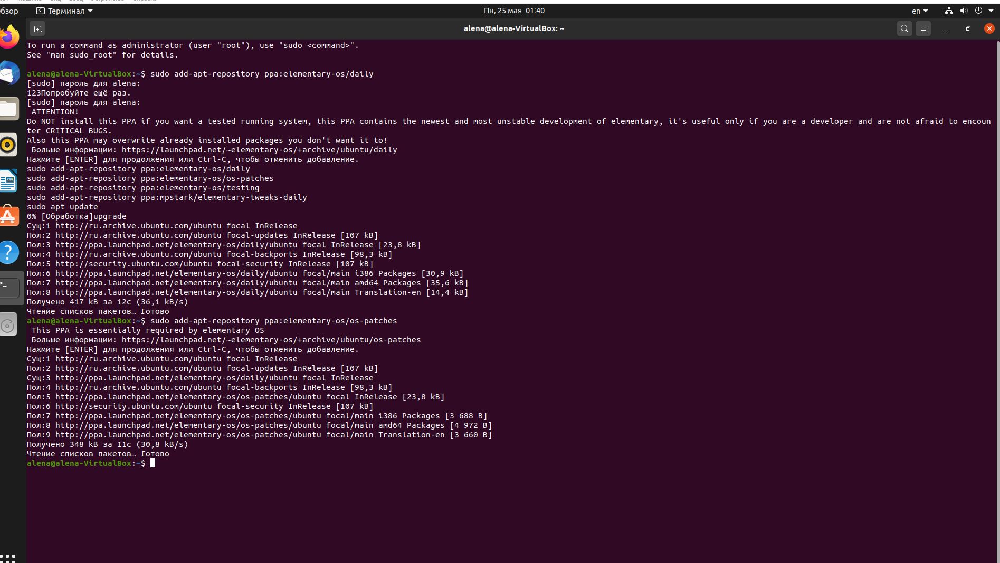 бзор
Терминал
Пн, 25 мая 01:40
en
alena@alena-VirtualBox: ~
To run a command as administrator (user "root"), use "sudo <command>".
See "man sudo_root" for details.
alena@alena-VirtualBox:~$ sudo add-apt-repository ppa:elementary-os/daily
[sudo] пароль для alena:
123Попробуйте ещё раз.
[sudo] пароль для alena:
ATTENTION!
Do NOT install this PPA if you want a tested running system, this PPA contains the newest and most unstable development of elementary, it's useful only if you are a developer and are not afraid to encoun
ter CRITICAL BUGS.
Also this PPA may overwrite already installed packages you don't want it to!
Больше информации: https://launchpad.net/~elementary-os/+archive/ubuntu/daily
Нажмите [ENTER] для продолжения или Ctrl-C, чтобы отменить добавление.
sudo add-apt-repository ppa:elementary-os/daily
sudo add-apt-repository ppa:elementary-os/os-patches
sudo add-apt-repository ppa:elementary-os/testing
sudo add-apt-repository ppa:mpstark/elementary-tweaks-daily
sudo apt update
0% [Обработка]upgrade
Сущ:1 http://ru.archive.ubuntu.com/ubuntu focal InRelease
Пол:2 http://ru.archive.ubuntu.com/ubuntu focal-updates InRelease [107 kB]
Пол:3 http://ppa.launchpad.net/elementary-os/daily/ubuntu focal InRelease [23,8 kB]
Пол:4 http://ru.archive.ubuntu.com/ubuntu focal-backports InRelease [98,3 kB]
Пол:5 http://security.ubuntu.com/ubuntu focal-security InRelease [107 kB]
Пол:6 http://ppa.launchpad.net/elementary-os/daily/ubuntu focal/main i386 Packages [30,9 kB]
Пол:7 http://ppa.launchpad.net/elementary-os/daily/ubuntu focal/main amd64 Packages [35,6 kB]
Пол:8 http://ppa.launchpad.net/elementary-os/daily/ubuntu focal/main Translation-en [14,4 kB]
Получено 417 kB за 12с (36,1 kB/s)
Чтение списков пакетов… Готово
alena@alena-VirtualBox:~$ sudo add-apt-repository ppa:elementary-os/os-patches
This PPA is essentially required by elementary OS
Больше информации: https://launchpad.net/~elementary-os/+archive/ubuntu/os-patches
Нажмите [ENTER] для продолжения или Ctrl-C, чтобы отменить добавление.
Сущ:1 http://ru.archive.ubuntu.com/ubuntu focal InRelease
Пол:2 http://ru.archive.ubuntu.com/ubuntu focal-updates InRelease [107 kB]
Сущ:3 http://ppa.launchpad.net/elementary-os/daily/ubuntu focal InRelease
Пол:4 http://ru.archive.ubuntu.com/ubuntu focal-backports InRelease [98,3 kB]
Пол:5 http://ppa.launchpad.net/elementary-os/os-patches/ubuntu focal InRelease [23,8 kB]
Пол:6 http://security.ubuntu.com/ubuntu focal-security InRelease [107 kB]
Пол:7 http://ppa.launchpad.net/elementary-os/os-patches/ubuntu focal/main i386 Packages [3 688 B]
Пол:8 http://ppa.launchpad.net/elementary-os/os-patches/ubuntu focal/main amd64 Packages [4 972 B]
Пол:9 http://ppa.launchpad.net/elementary-os/os-patches/ubuntu focal/main Translation-en [3 660 B]
Получено 348 kB за 11с (30,8 kB/s)
Чтение списков пакетов… Готово
alena@alena-VirtualBox:~$